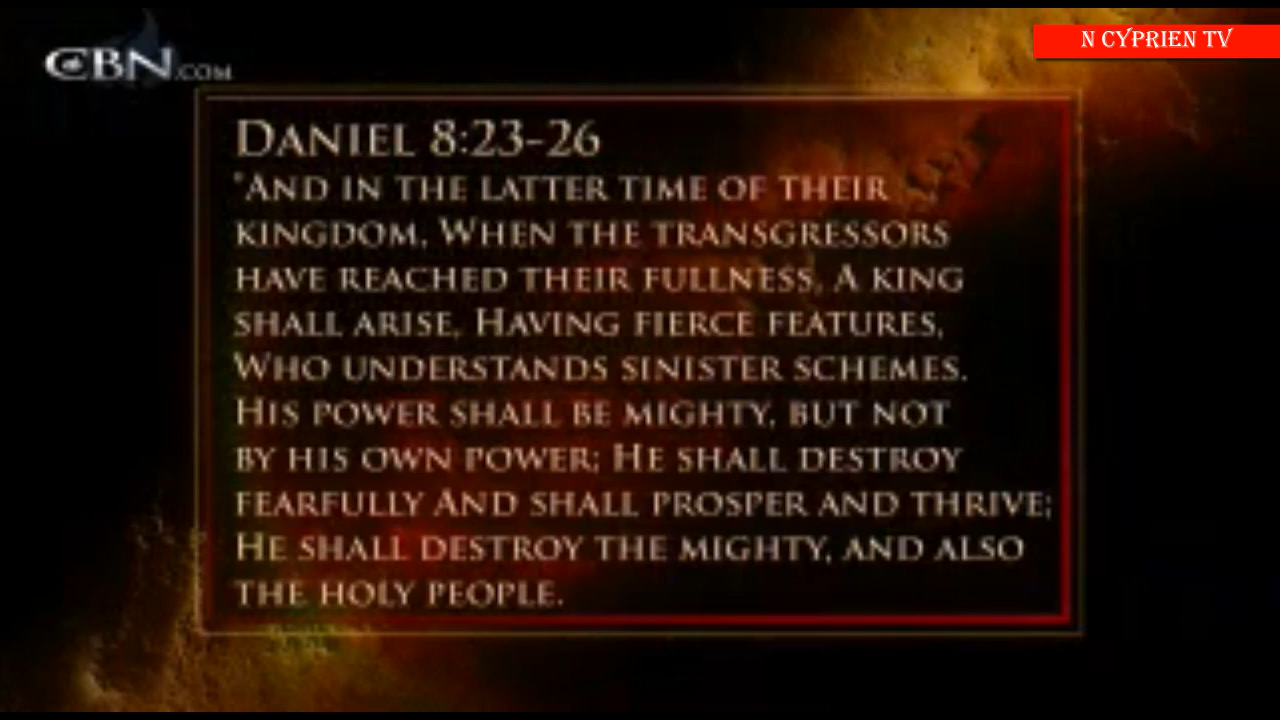 CBN.COM
N CYPRIEN TV
DANIEL 8:23-26
"AND IN THE LATTER TIME OF THEIR
KINGDOM, WHEN THE TRANSGRESSORS
HAVE REACHED THEIR FULLNESS, A KING
SHALL ARISE, HAVING FIERCE FEATURES,
WHO UNDERSTANDS SINISTER SCHEMES.
HIS POWER SHALL BE MIGHTY, BUT NOT
BY HIS OWN POWER; HE SHALL DESTROY
FEARFULLY AND SHALL PROSPER AND THRIVE;
HE SHALL DESTROY THE MIGHTY, AND ALSO
THE HOLY PEOPLE.